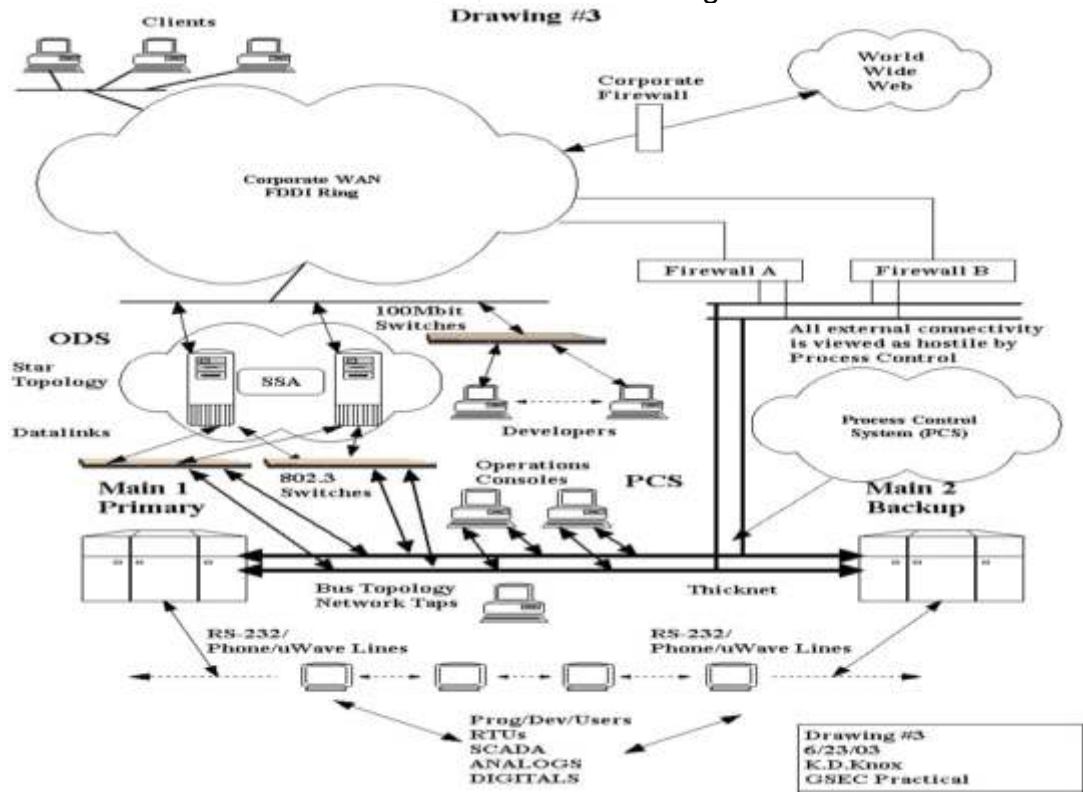 Drawing #3
Clients
World
Wide
Web
Corporate
Firewall
Corporate WAN
FDDI Ring
Firewall A
Firewall B
100Mbit
Switches
All external connectivity
is viewed as hostile by
Process Control
ODS
Star
Topology
SSA
Developers
Process Control
System (PCS)
Datalinks
802.3
Switches
Operations
Consoles
PCS
Main 1
Primary
Main 2
Backup
Bus Topology
Network Taps
Thicknet
RS-232/
Phone/uWave Lines
RS-232/
Phone/uWave Lines
Prog/Dev/Users
RTUs
SCADA
ANALOGS
DIGITALS
Drawing #3
6/23/03
K.D.Knox
GSEC Practical